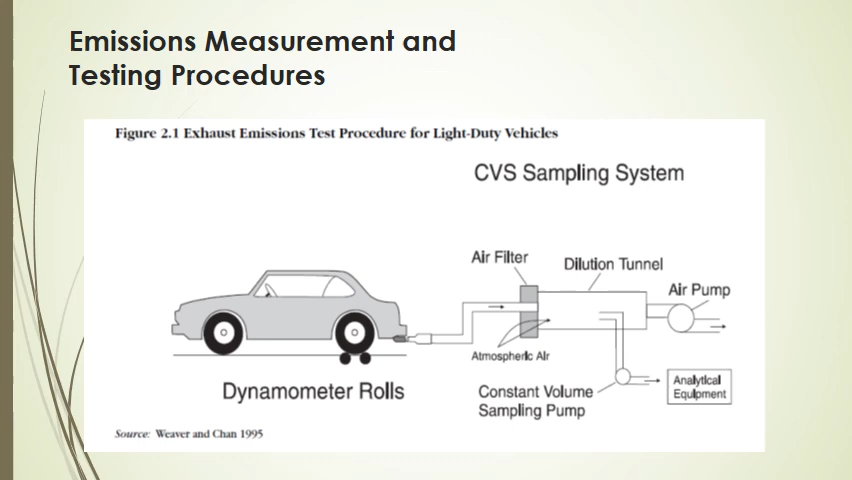 Emissions Measurement and
Testing Procedures
Figure 2.1 Exhaust Emissions Test Procedure for Light-Duty Vehicles
CVS Sampling System
Air Filter
Dilution Tunnel
Air Pump
Atmospheric Air
Dynamometer Rolls
Constant Volume
Sampling Pump
Analytical
Equipment
Source: Weaver and Chan 1995